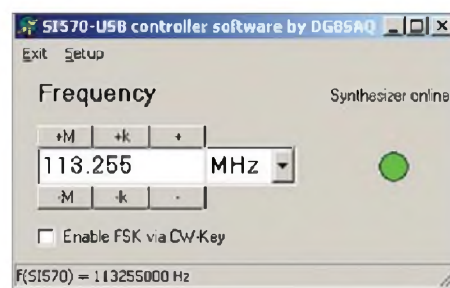 SI570-USB controller software by DG8SAQ
Exit Setup
Frequency
Synthesizer online
+M +k +
113.255 MHz
-M -k -
Enable FSK via CW-Key
F(SI570) = 113255000 Hz